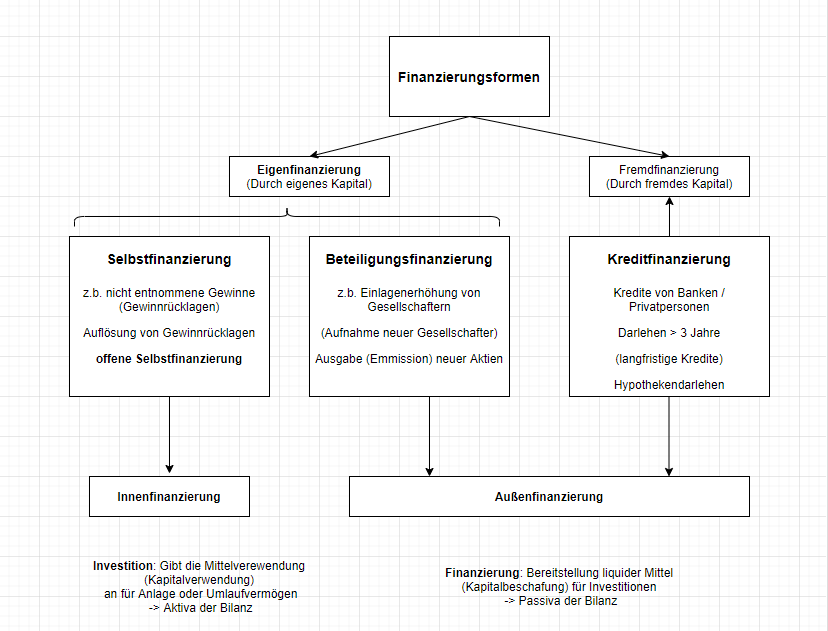 Finanzierungsformen
Eigenfinanzierung
(Durch eigenes Kapital)
Fremdfinanzierung
(Durch fremdes Kapital)
Selbstfinanzierung
z.b. nicht entnommene Gewinne
(Gewinnrücklagen)
Auflösung von Gewinnrücklagen
offene Selbstfinanzierung
Beteiligungsfinanzierung
z.b. Einlagenerhöhung von
Gesellschaftern
(Aufnahme neuer Gesellschafter)
Ausgabe (Emmission) neuer Aktien
Kreditfinanzierung
Kredite von Banken /
Privatpersonen
Darlehen > 3 Jahre
(langfristige Kredite)
Hypothekendarlehen
Innenfinanzierung
Außenfinanzierung
Investition: Gibt die Mittelverewendung
(Kapitalverwendung)
an für Anlage oder Umlaufvermögen
-> Aktiva der Bilanz
Finanzierung: Bereitstellung liquider Mittel
(Kapitalbeschafung) für Investitionen
-> Passiva der Bilanz